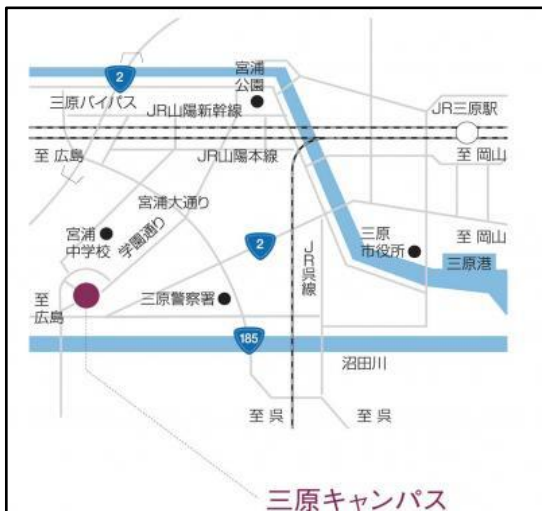 2
三原バイパス
宮浦
公園
JR山陽新幹線
JR三原駅
至 広島
JR山陽本線
至 岡山
宮浦大通り
宮浦
中学校
学園通り
2
JR呉線
三原
市役所
至 岡山
三原港
至
広島
三原警察署
185
沼田川
至 呉
至 呉
三原キャンパス